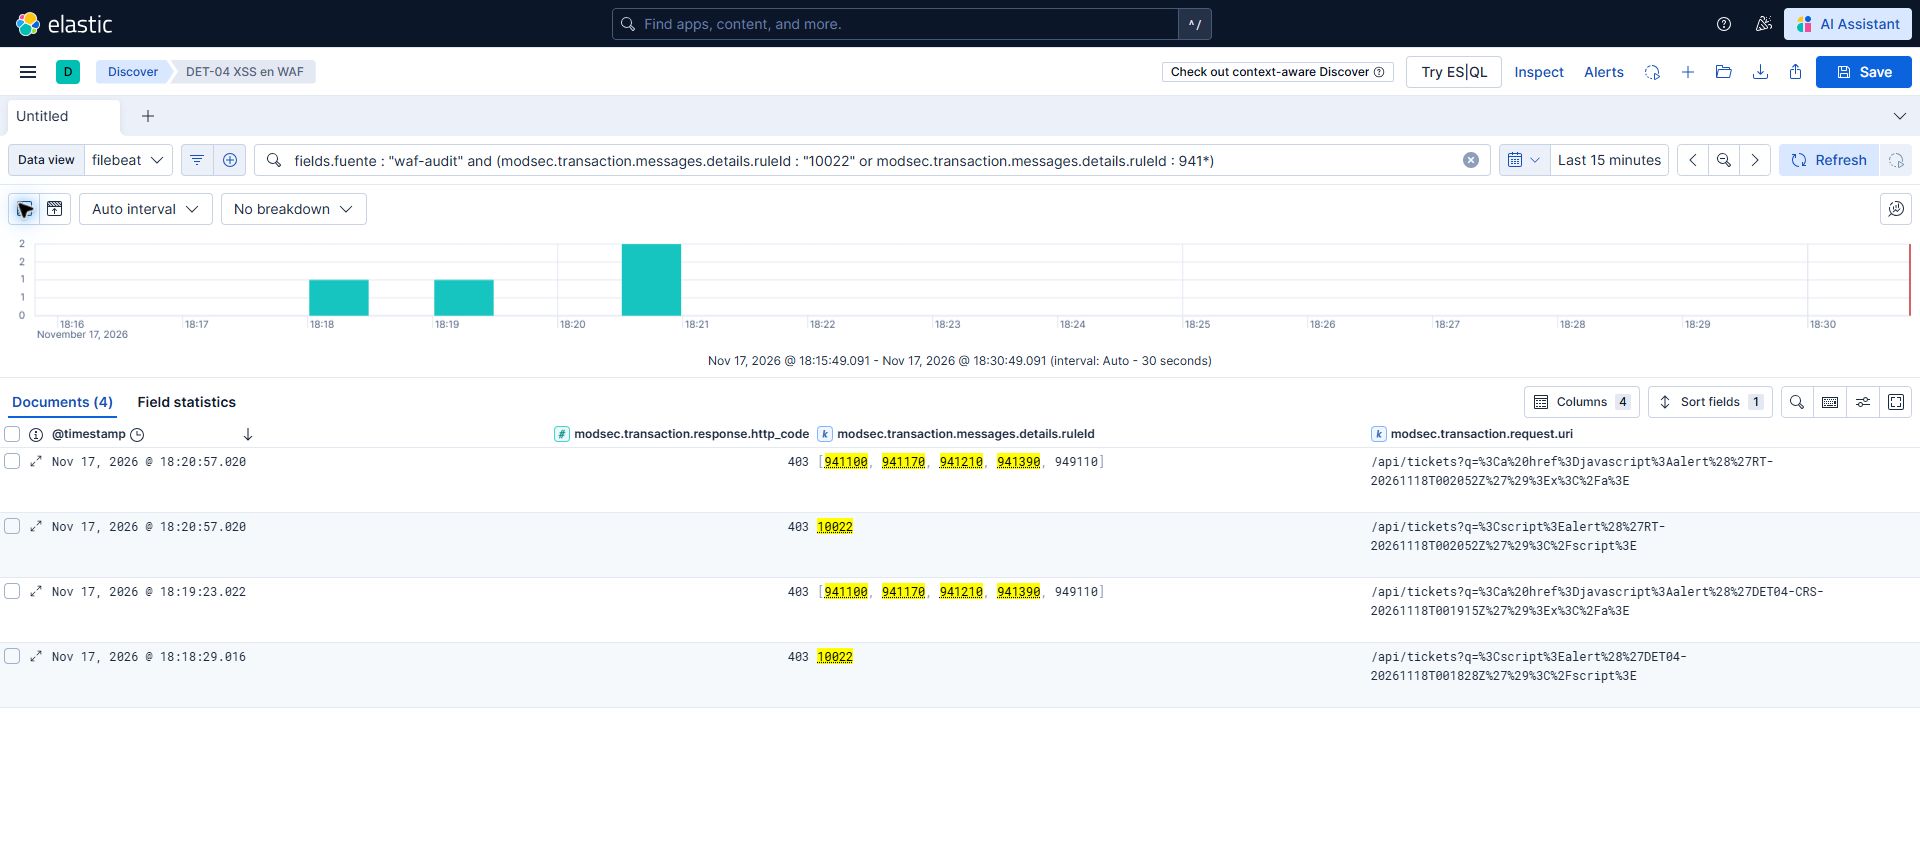 elastic
Find apps, content, and more.
^ /
AI Assistant
D
Discover
DET-04 XSS en WAF
Check out context-aware Discover
Try ES|QL
Inspect
Alerts
Save
Untitled
Data view
filebeat
fields.fuente : "waf-audit" and (modsec.transaction.messages.details.ruleId : "10022" or modsec.transaction.messages.details.ruleId : 941*)
Last 15 minutes
Refresh
Auto interval
No breakdown
2
2
1
1
0
18:16
18:17
18:18
18:19
18:20
18:21
18:22
18:23
18:24
18:25
18:26
18:27
18:28
18:29
18:30
November 17, 2026
Nov 17, 2026 @ 18:15:49.091 - Nov 17, 2026 @ 18:30:49.091 (interval: Auto - 30 seconds)
Documents (4)
Field statistics
Columns 4
Sort fields 1
@timestamp
# modsec.transaction.response.http_code
k modsec.transaction.messages.details.ruleId
k modsec.transaction.request.uri
Nov 17, 2026 @ 18:20:57.020
403
[941100, 941170, 941210, 941390, 949110]
/api/tickets?q=%3Ca%20href%3Djavascript%3Aalert%28%27RT-
20261118T002052Z%27%29%3Ex%3C%2Fa%3E
Nov 17, 2026 @ 18:20:57.020
403
10022
/api/tickets?q=%3Cscript%3Ealert%28%27RT-
20261118T002052Z%27%29%3C%2Fscript%3E
Nov 17, 2026 @ 18:19:23.022
403
[941100, 941170, 941210, 941390, 949110]
/api/tickets?q=%3Ca%20href%3Djavascript%3Aalert%28%27DET04-CRS-
20261118T001915Z%27%29%3Ex%3C%2Fa%3E
Nov 17, 2026 @ 18:18:29.016
403
10022
/api/tickets?q=%3Cscript%3Ealert%28%27DET04-
20261118T001828Z%27%29%3C%2Fscript%3E